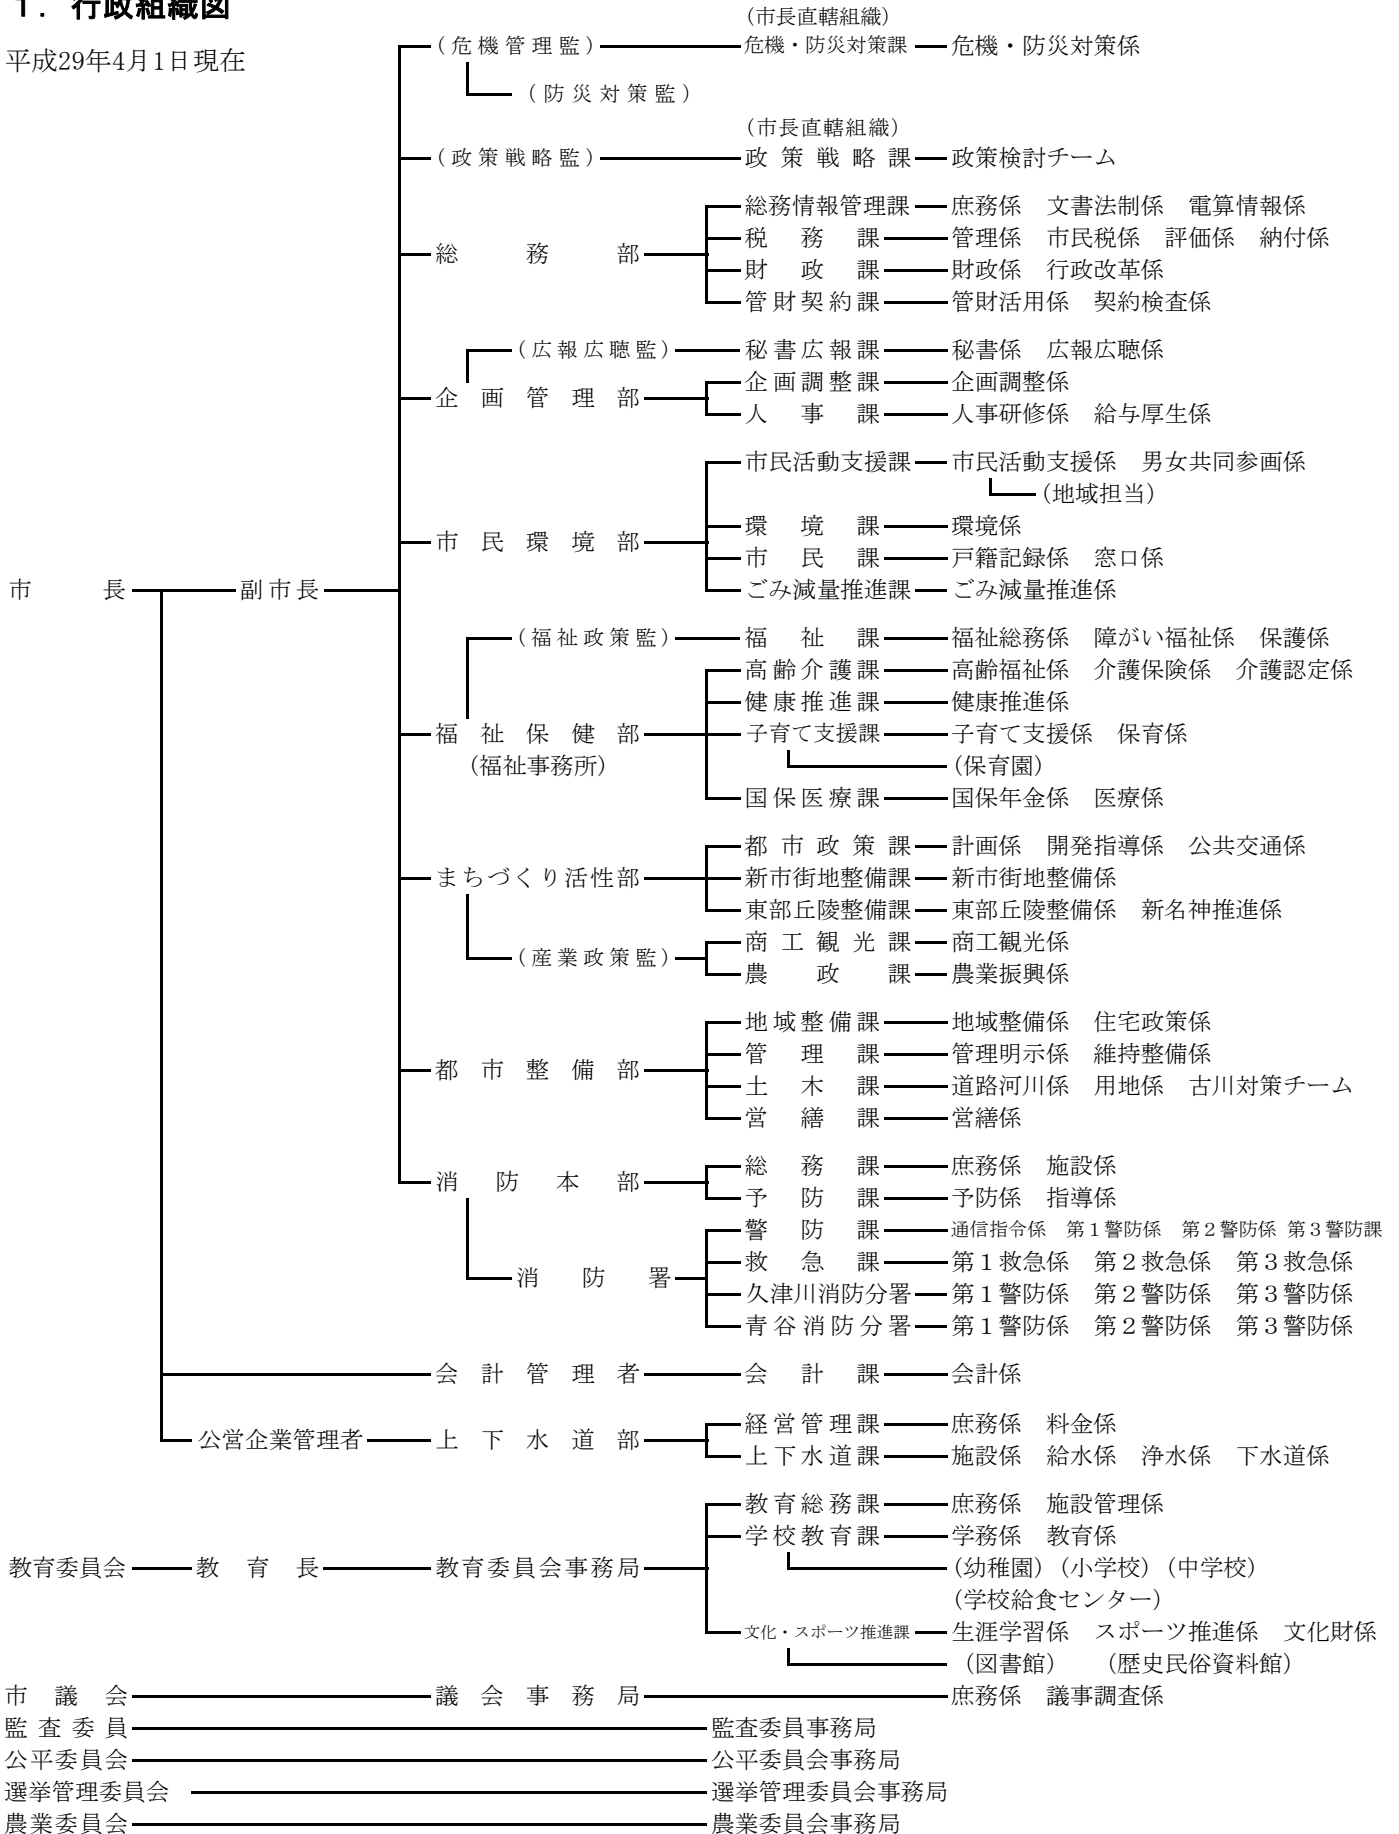 １．行政組織図
(市長直轄組織)
平成29年4月1日現在
(危機管理監) 危機・防災対策課 危機・防災対策係
(防災対策監)
(市長直轄組織)
(政策戦略監) 政策戦略課 政策検討チーム
総務情報管理課 庶務係　文書法制係　電算情報係
税務課 管理係　市民税係　評価係　納付係
総務部
財政課 財政係　行政改革係
管財契約課 管財活用係　契約検査係
(広報広聴監) 秘書広報課 秘書係　広報広聴係
企画調整課 企画調整係
企画管理部
人事課 人事研修係　給与厚生係
市民活動支援課 市民活動支援係　男女共同参画係
(地域担当)
環境課 環境係
市民環境部
市民課 戸籍記録係　窓口係
市長 副市長 ごみ減量推進課 ごみ減量推進係
(福祉政策監) 福祉課 福祉総務係　障がい福祉係　保護係
高齢介護課 高齢福祉係　介護保険係　介護認定係
健康推進課 健康推進係
福祉保健部 子育て支援課 子育て支援係　保育係
(福祉事務所) (保育園)
国保医療課 国保年金係　医療係
都市政策課 計画係　開発指導係　公共交通係
まちづくり活性部 新市街地整備課 新市街地整備係
東部丘陵整備課 東部丘陵整備係　新名神推進係
商工観光課 商工観光係
(産業政策監)
農政課 農業振興係
地域整備課 地域整備係　住宅政策係
管理課 管理明示係　維持整備係
都市整備部
土木課 道路河川係　用地係　古川対策チーム
営繕課 営繕係
総務課 庶務係　施設係
消防本部
予防課 予防係　指導係
警防課 通信指令係　第１警防係　第２警防係　第３警防課
救急課 第１救急係　第２救急係　第３救急係
消防署
久津川消防分署 第１警防係　第２警防係　第３警防係
青谷消防分署 第１警防係　第２警防係　第３警防係
会計管理者 会計課 会計係
経営管理課 庶務係　料金係
公営企業管理者 上下水道部
上下水道課 施設係　給水係　浄水係　下水道係
教育総務課 庶務係　施設管理係
学校教育課 学務係　教育係
教育委員会 教育長 教育委員会事務局 (幼稚園)(小学校)(中学校)
(学校給食センター)
文化・スポーツ推進課 生涯学習係　スポーツ推進係　文化財係
(図書館)　(歴史民俗資料館)
市議会 議会事務局 庶務係　議事調査係
監査委員 監査委員事務局
公平委員会 公平委員会事務局
選挙管理委員会 選挙管理委員会事務局
農業委員会 農業委員会事務局